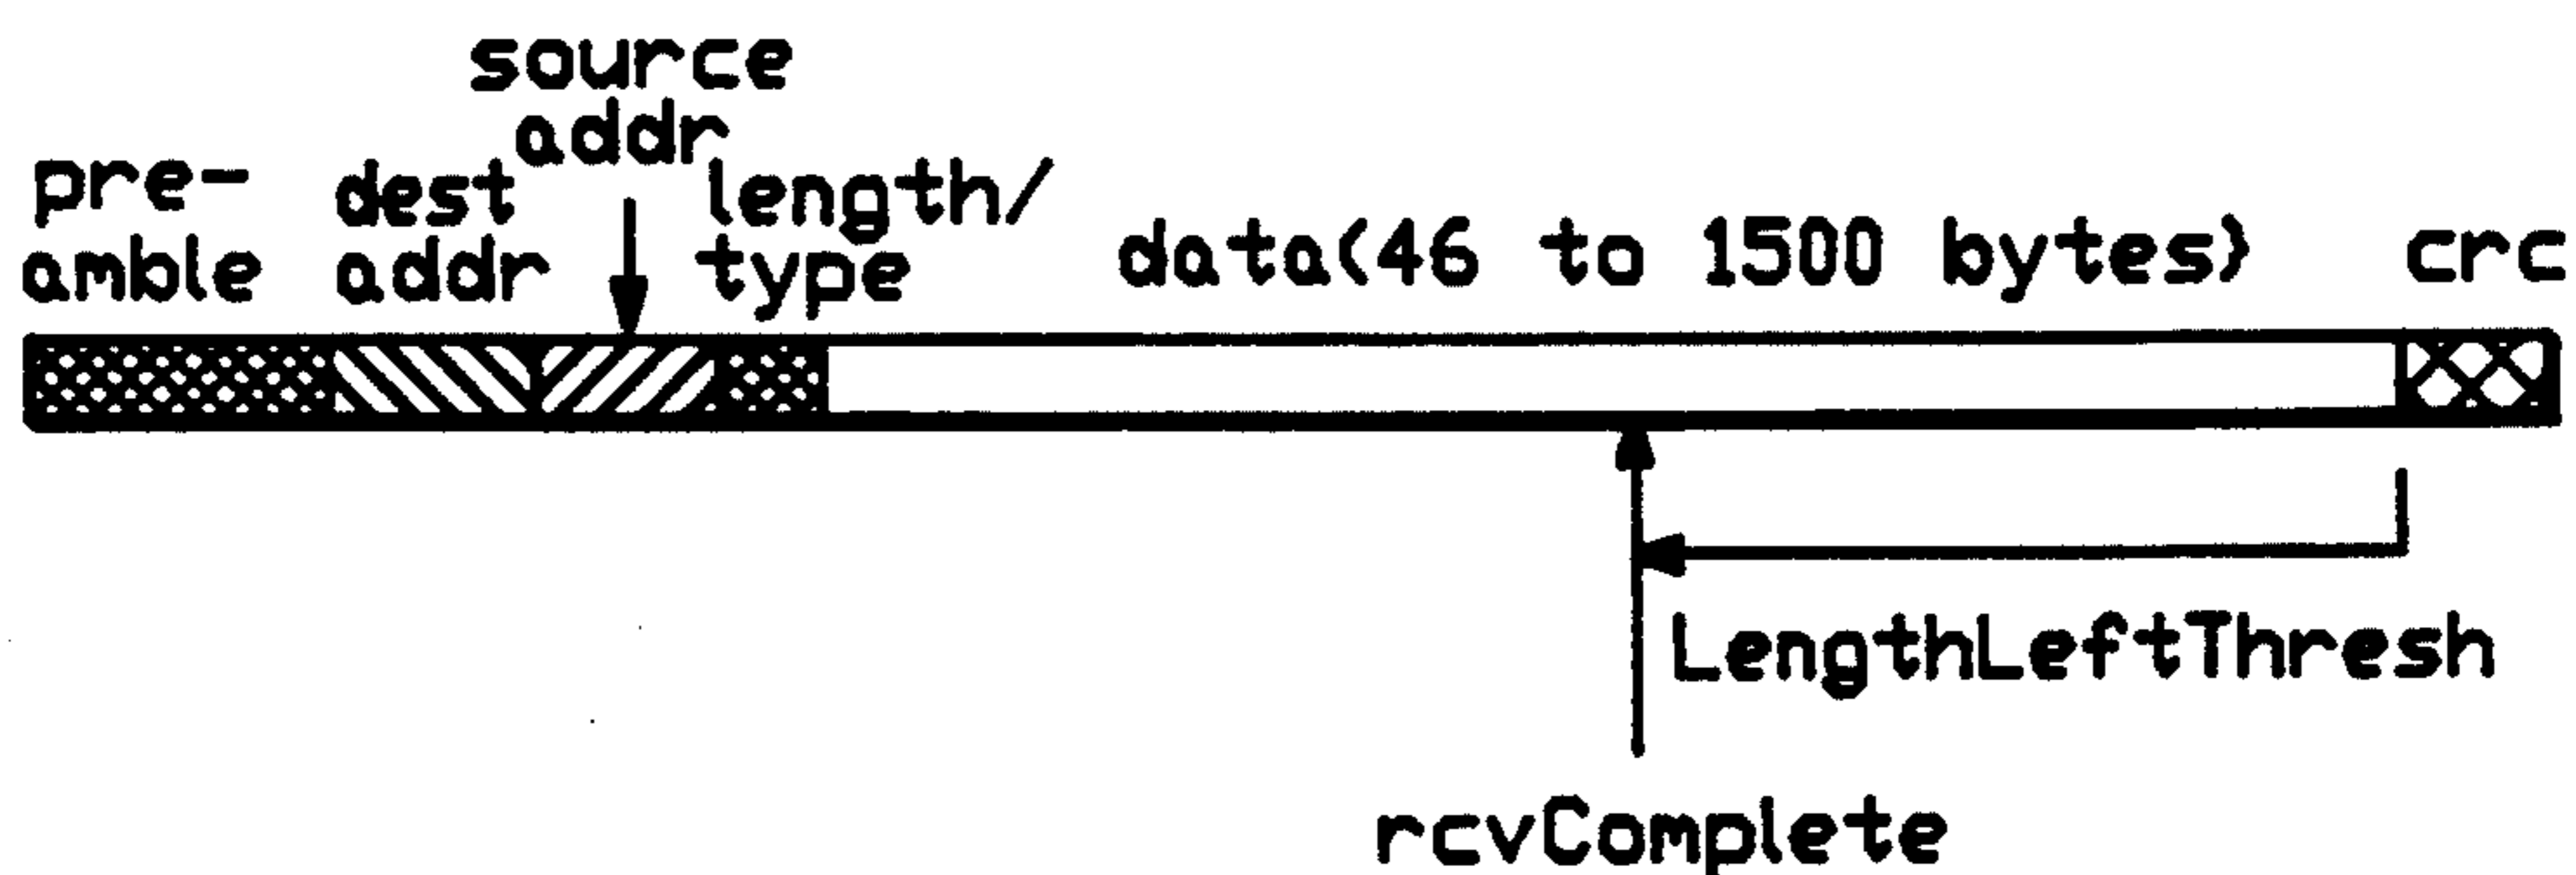 pre-
amble
dest
addr
source
addr
length/
type
data(46 to 1500 bytes)
crc
LengthLeftThresh
rcvComplete